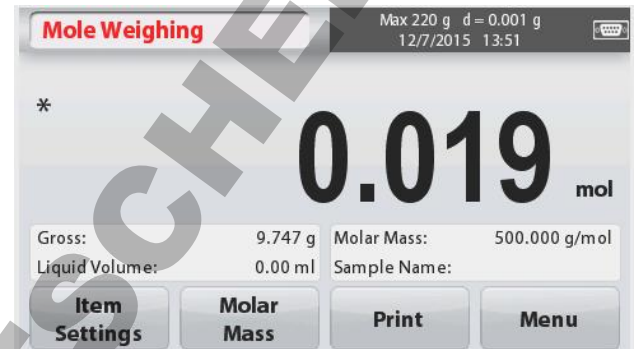 Mole Weighing
Max 220 g d = 0.001 g
12/7/2015 13:51
*
0.019 mol
Gross: 9.747 g
Liquid Volume: 0.00 ml
Molar Mass: 500.000 g/mol
Sample Name:
Item Settings
Molar Mass
Print
Menu